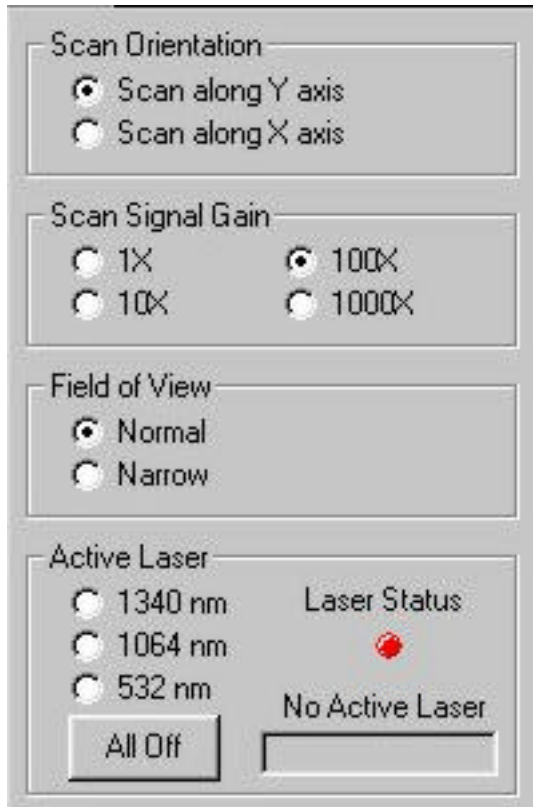 Scan Orientation
Scan along Y axis
Scan along X axis
Scan Signal Gain
1X 100X
10X 1000X
Field of View
Normal
Narrow
Active Laser
1340 nm Laser Status
1064 nm
532 nm
No Active Laser
All Off